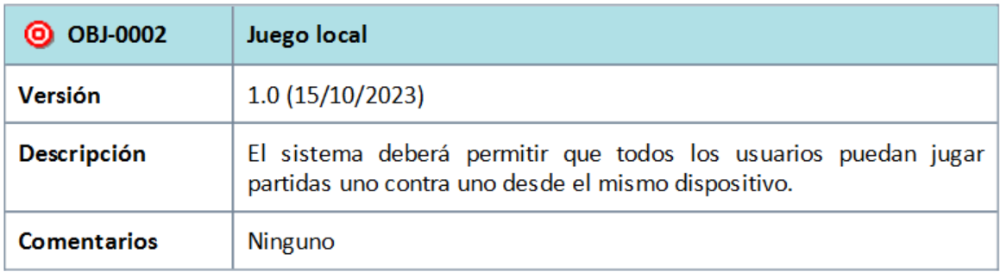 OBJ-0002 Juego local
Versión 1.0 (15/10/2023)
Descripción El sistema deberá permitir que todos los usuarios puedan jugar
partidas uno contra uno desde el mismo dispositivo.
Comentarios Ninguno